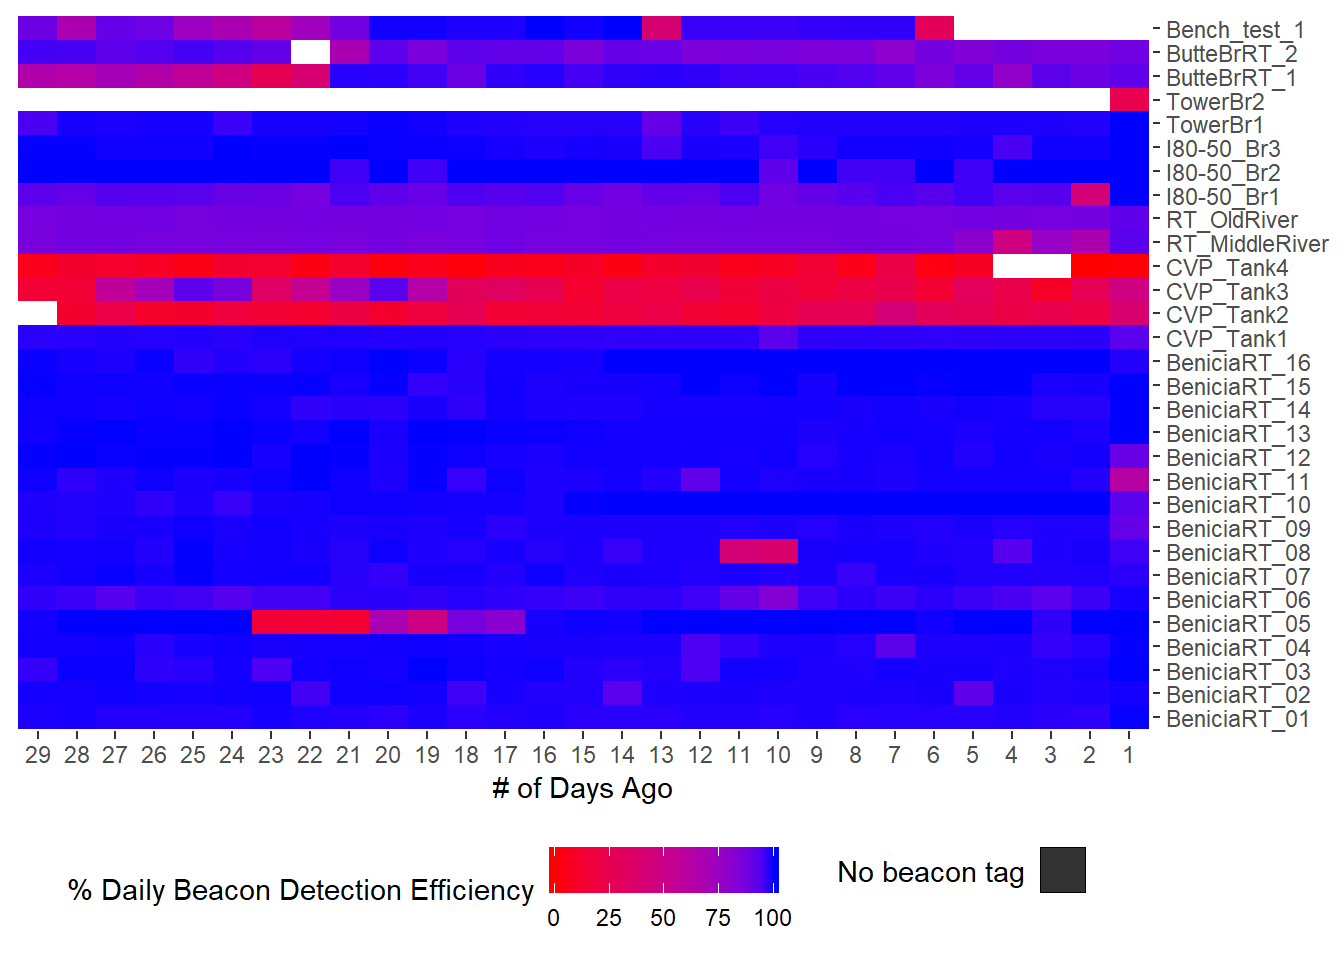 Bench_test_1
ButteBrRT_2
ButteBrRT_1
TowerBr2
TowerBr1
I80-50_Br3
I80-50_Br2
I80-50_Br1
RT_OldRiver
RT_MiddleRiver
CVP_Tank4
CVP_Tank3
CVP_Tank2
CVP_Tank1
BeniciaRT_16
BeniciaRT_15
BeniciaRT_14
BeniciaRT_13
BeniciaRT_12
BeniciaRT_11
BeniciaRT_10
BeniciaRT_09
BeniciaRT_08
BeniciaRT_07
BeniciaRT_06
BeniciaRT_05
BeniciaRT_04
BeniciaRT_03
BeniciaRT_02
BeniciaRT_01
29 28 27 26 25 24 23 22 21 20 19 18 17 16 15 14 13 12 11 10 9 8 7 6 5 4 3 2 1
# of Days Ago
% Daily Beacon Detection Efficiency
0 25 50 75 100
No beacon tag